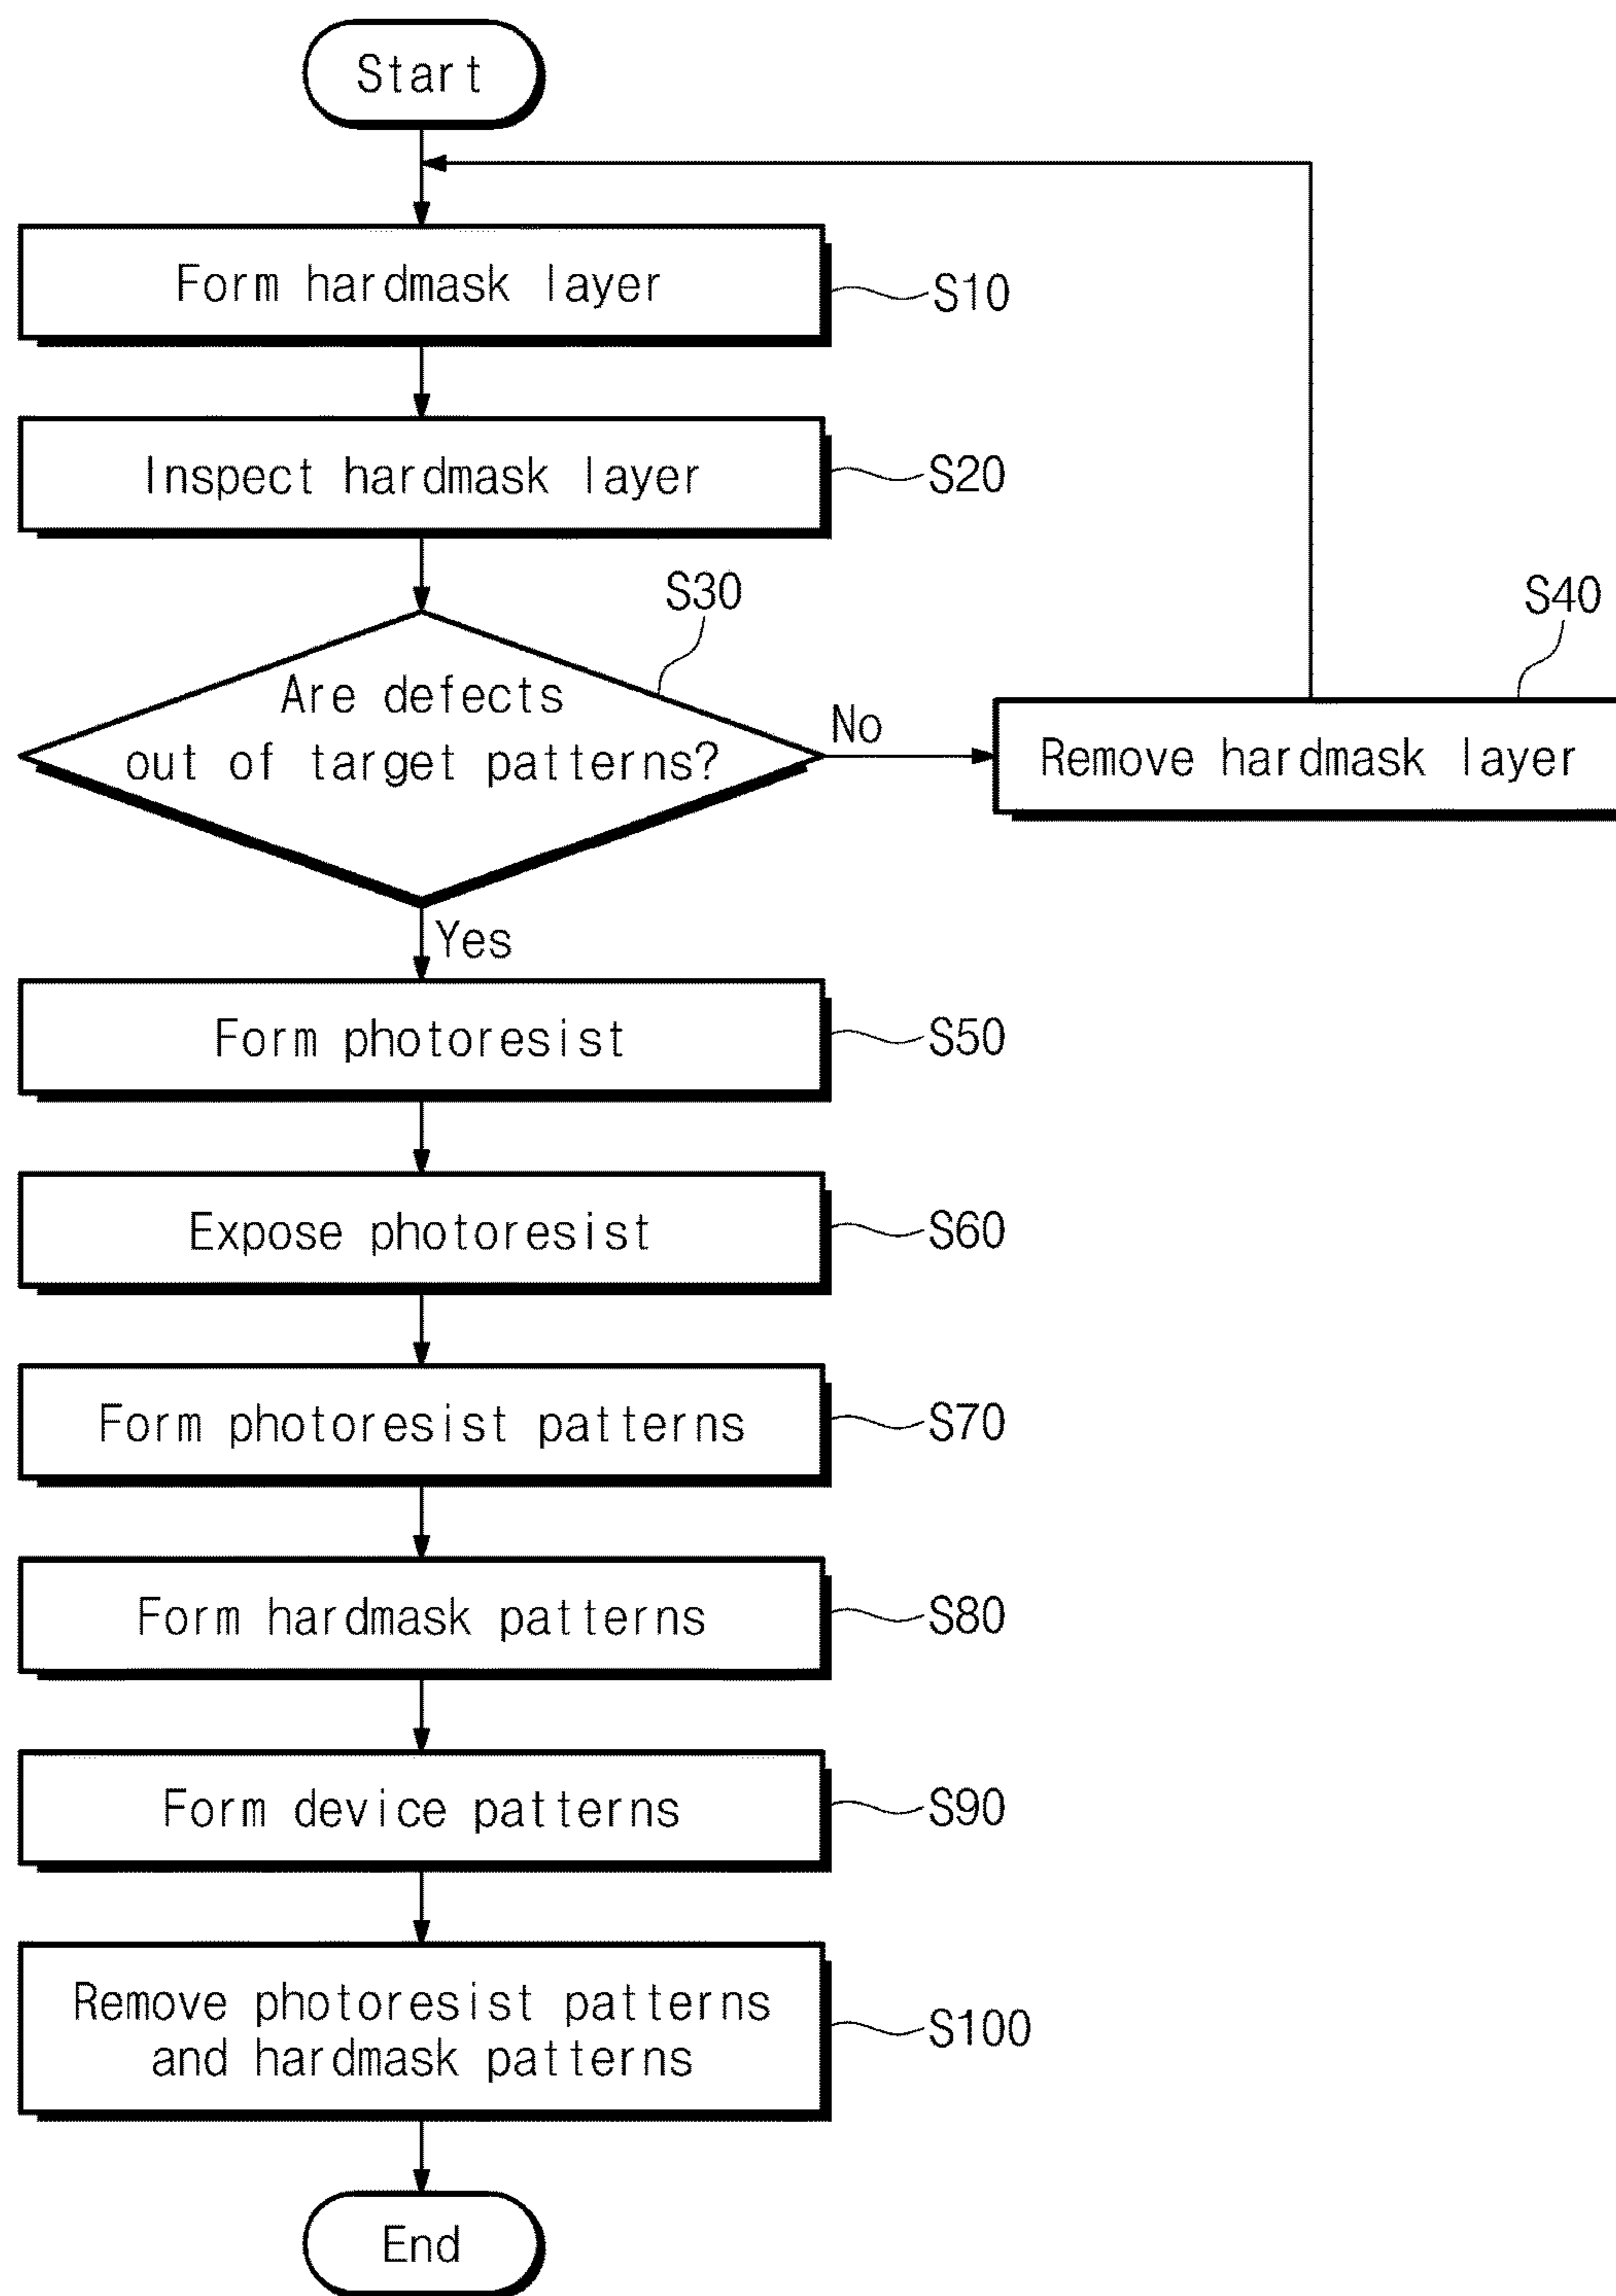 Start
Form hardmask layer
S10
Inspect hardmask layer
S20
S30
Are defects
out of target patterns?
No
S40
Remove hardmask layer
Yes
Form photoresist
S50
Expose photoresist
S60
Form photoresist patterns
S70
Form hardmask patterns
S80
Form device patterns
S90
Remove photoresist patterns
and hardmask patterns
S100
End